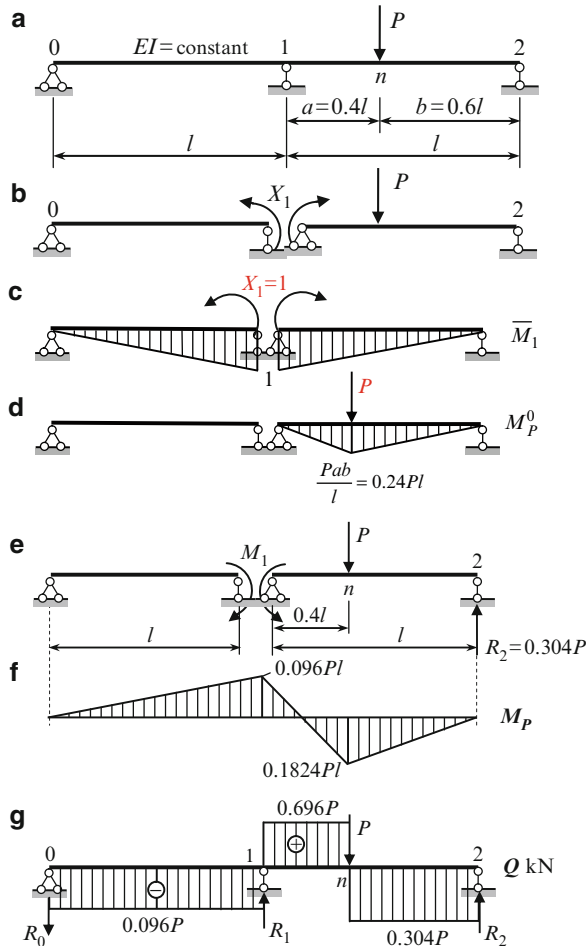 a
0
EI=constant
1
P
2
n
a=0.4l
b=0.6l
l
l
b
0
X₁
P
2
c
X₁=1
1
M̅₁
d
P
M⁰_P
Pab/l = 0.24Pl
e
M₁
P
2
n
0.4l
l
l
R₂=0.304P
f
0.096Pl
M_P
0.1824Pl
g
0.696P
P
0
1
+
2
Q kN
−
n
R₀
0.096P
R₁
0.304P
R₂